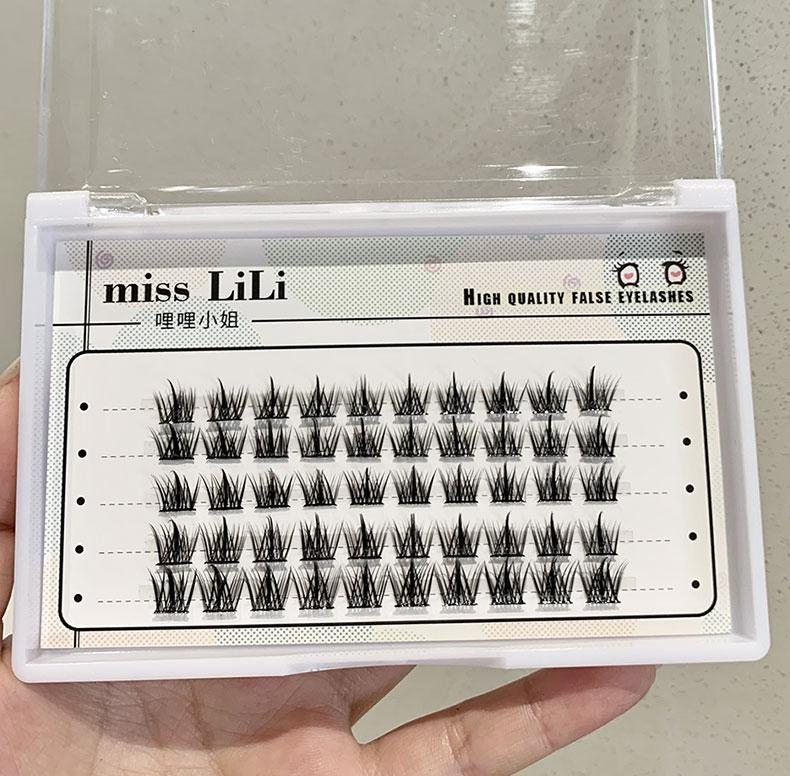 miss LiLi
哩哩小姐
HIGH QUALITY FALSE EYELASHES